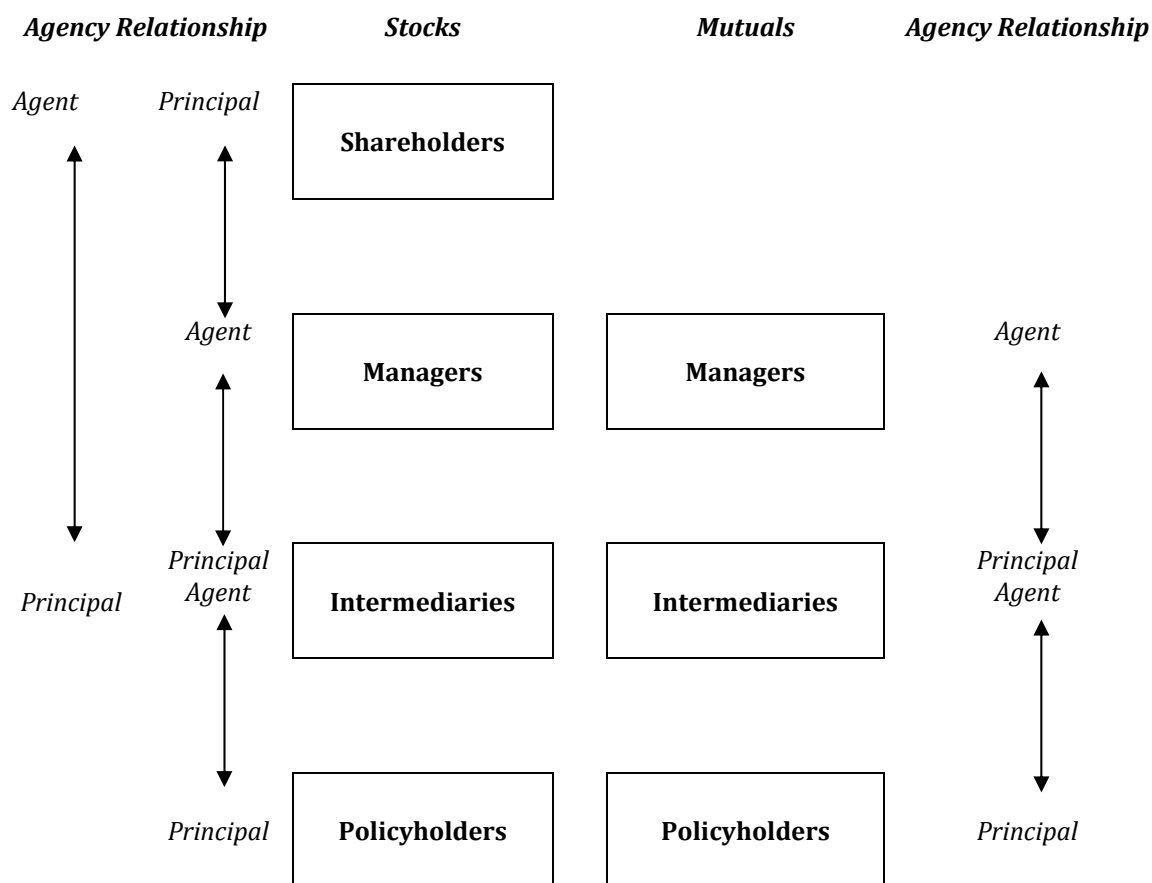 Agency Relationship Stocks Mutuals Agency Relationship
Agent Principal
Shareholders
Agent Managers Managers Agent
Principal Principal
Principal Agent Intermediaries Intermediaries Agent
Principal Policyholders Policyholders Principal